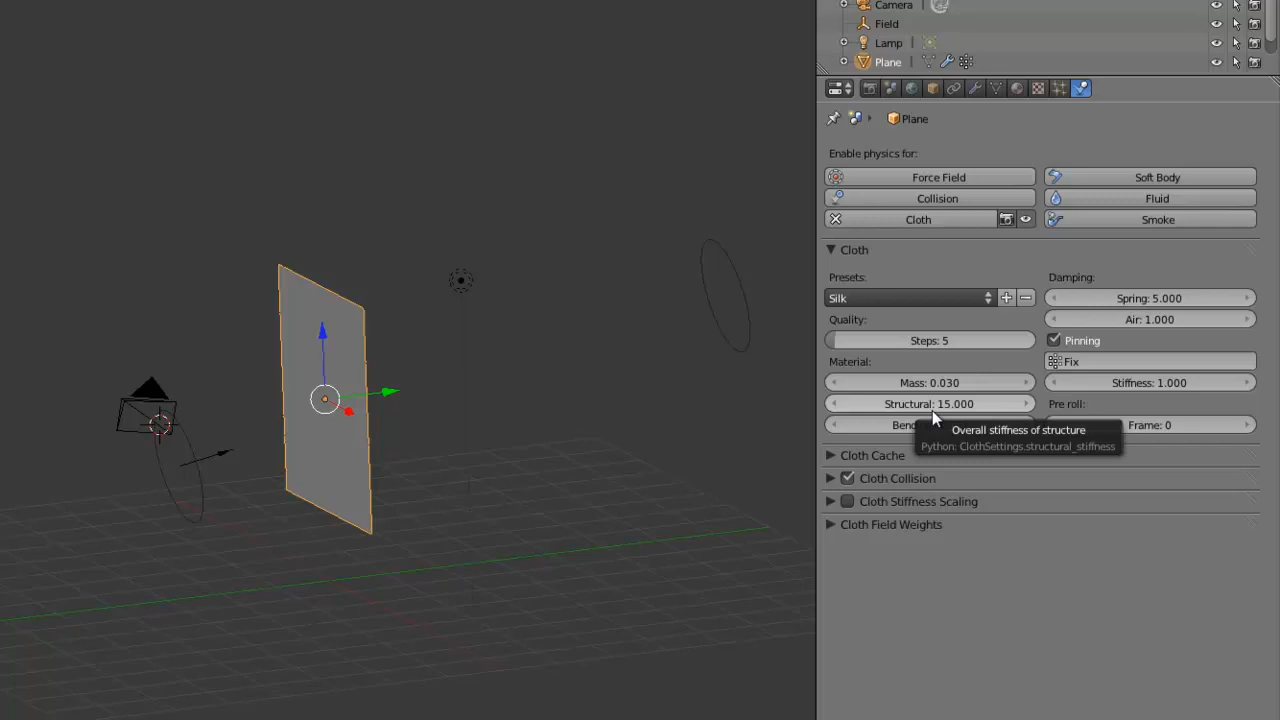 Camera
Field
Lamp
Plane
Plane
Enable physics for:
Force Field
Soft Body
Collision
Fluid
Cloth
Smoke
Cloth
Presets:
Damping:
Silk
Spring: 5.000
Quality:
Air: 1.000
Steps: 5
Pinning
Material:
Fix
Mass: 0.030
Stiffness: 1.000
Structural: 15.000
Pre roll:
Frame: 0
Overall stiffness of structure
Python: ClothSettings.structural_stiffness
Cloth Cache
Cloth Collision
Cloth Stiffness Scaling
Cloth Field Weights